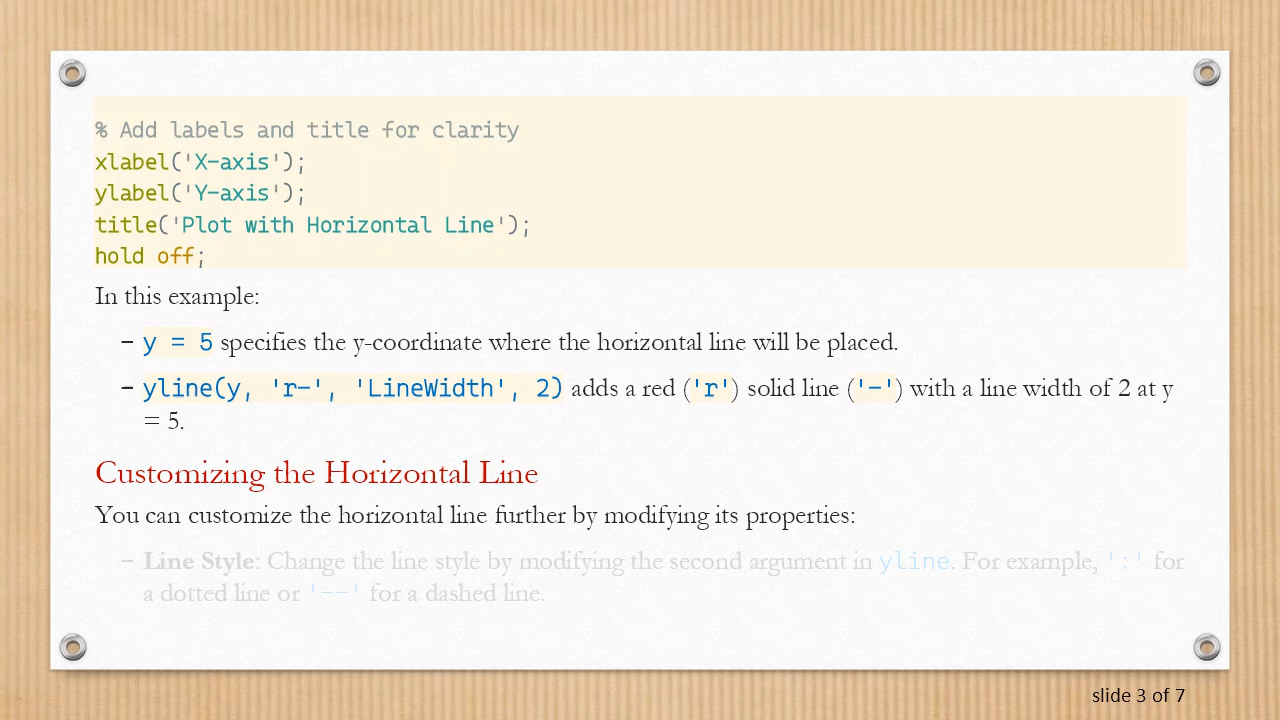 % Add labels and title for clarity
xlabel('X-axis');
ylabel('Y-axis');
title('Plot with Horizontal Line');
hold off;
In this example:
– y = 5 specifies the y-coordinate where the horizontal line will be placed.
– yline(y, 'r-', 'LineWidth', 2) adds a red ('r') solid line ('-') with a line width of 2 at y
= 5.
Customizing the Horizontal Line
You can customize the horizontal line further by modifying its properties:
– Line Style: Change the line style by modifying the second argument in yline. For example, ':' for
a dotted line or '--' for a dashed line.
slide 3 of 7